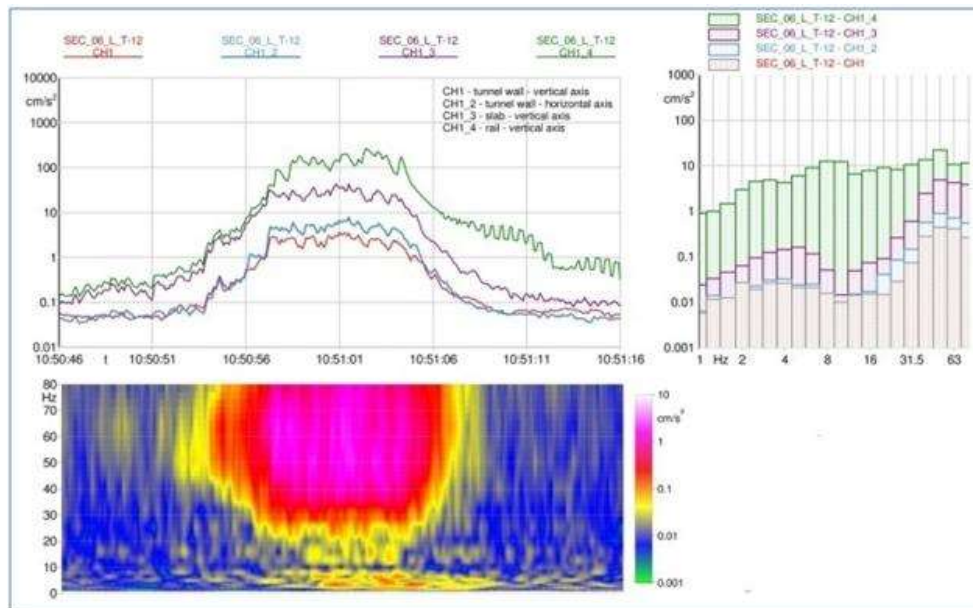 SEC_06_L_T-12 SEC_06_L_T-12 SEC_06_L_T-12 SEC_06_L_T-12
CH1 CH1_2 CH1_3 CH1_4
10000
cm/s²
1000
100
10
1
0.1
0.01
CH1 - tunnel wall - vertical axis
CH1_2 - tunnel wall - horizontal axis
CH1_3 - slab - vertical axis
CH1_4 - rail - vertical axis
10:50:46 t 10:50:51 10:50:56 10:51:01 10:51:06 10:51:11 10:51:16
SEC_06_L_T-12 - CH1_4
SEC_06_L_T-12 - CH1_3
SEC_06_L_T-12 - CH1_2
SEC_06_L_T-12 - CH1
1000
cm/s²
100
10
1
0.1
0.01
0.001
1 Hz 2 4 8 16 31.5 63
80
Hz
70
60
50
40
30
20
10
0
10
cm/s²
1
0.1
0.01
0.001